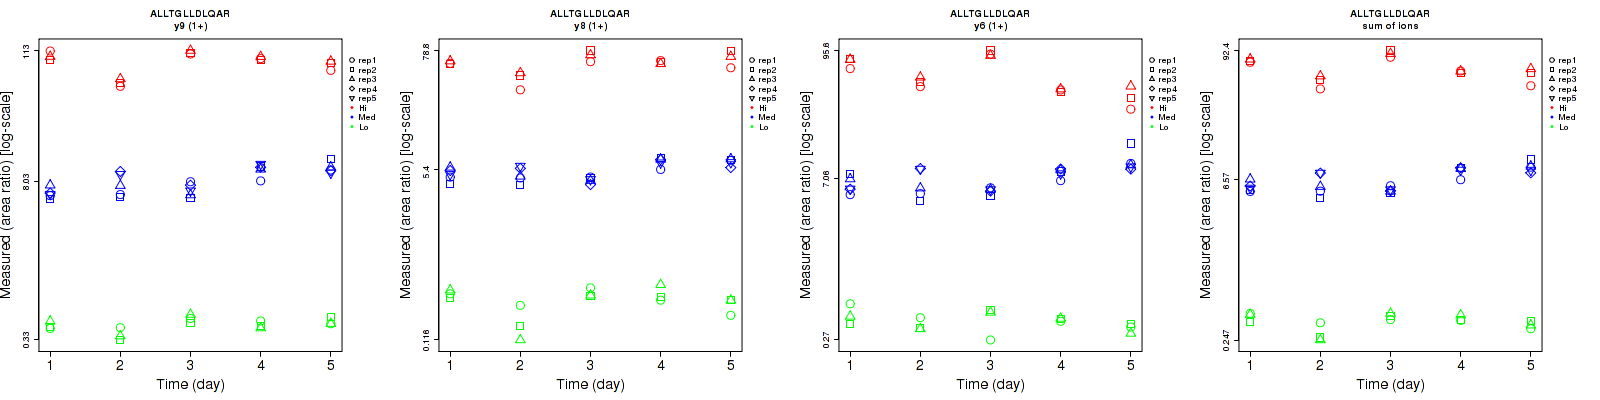 ALLTGLLDLQAR
y9 (1+)
Measured (area ratio) [log-scale]
113
8.03
0.33
1 2 3 4 5
Time (day)
rep1
rep2
rep3
rep4
rep5
Hi
Med
Lo
ALLTGLLDLQAR
y8 (1+)
Measured (area ratio) [log-scale]
78.8
5.4
0.116
1 2 3 4 5
Time (day)
rep1
rep2
rep3
rep4
rep5
Hi
Med
Lo
ALLTGLLDLQAR
y6 (1+)
Measured (area ratio) [log-scale]
95.6
7.08
0.27
1 2 3 4 5
Time (day)
rep1
rep2
rep3
rep4
rep5
Hi
Med
Lo
ALLTGLLDLQAR
sum of ions
Measured (area ratio) [log-scale]
92.4
6.57
0.247
1 2 3 4 5
Time (day)
rep1
rep2
rep3
rep4
rep5
Hi
Med
Lo